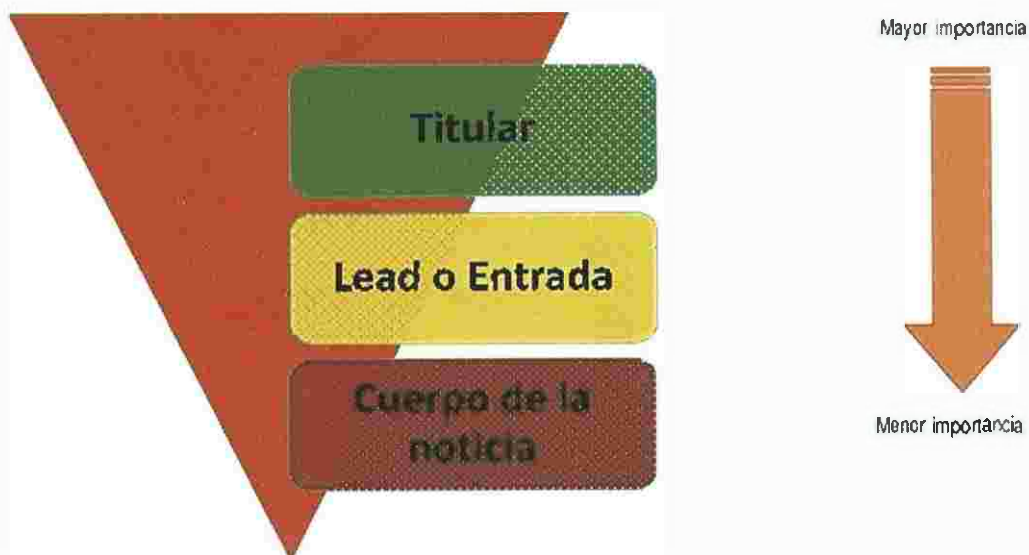 Mayor importancia
Titular
Lead o Entrada
Cuerpo de la
noticia
Menor importancia